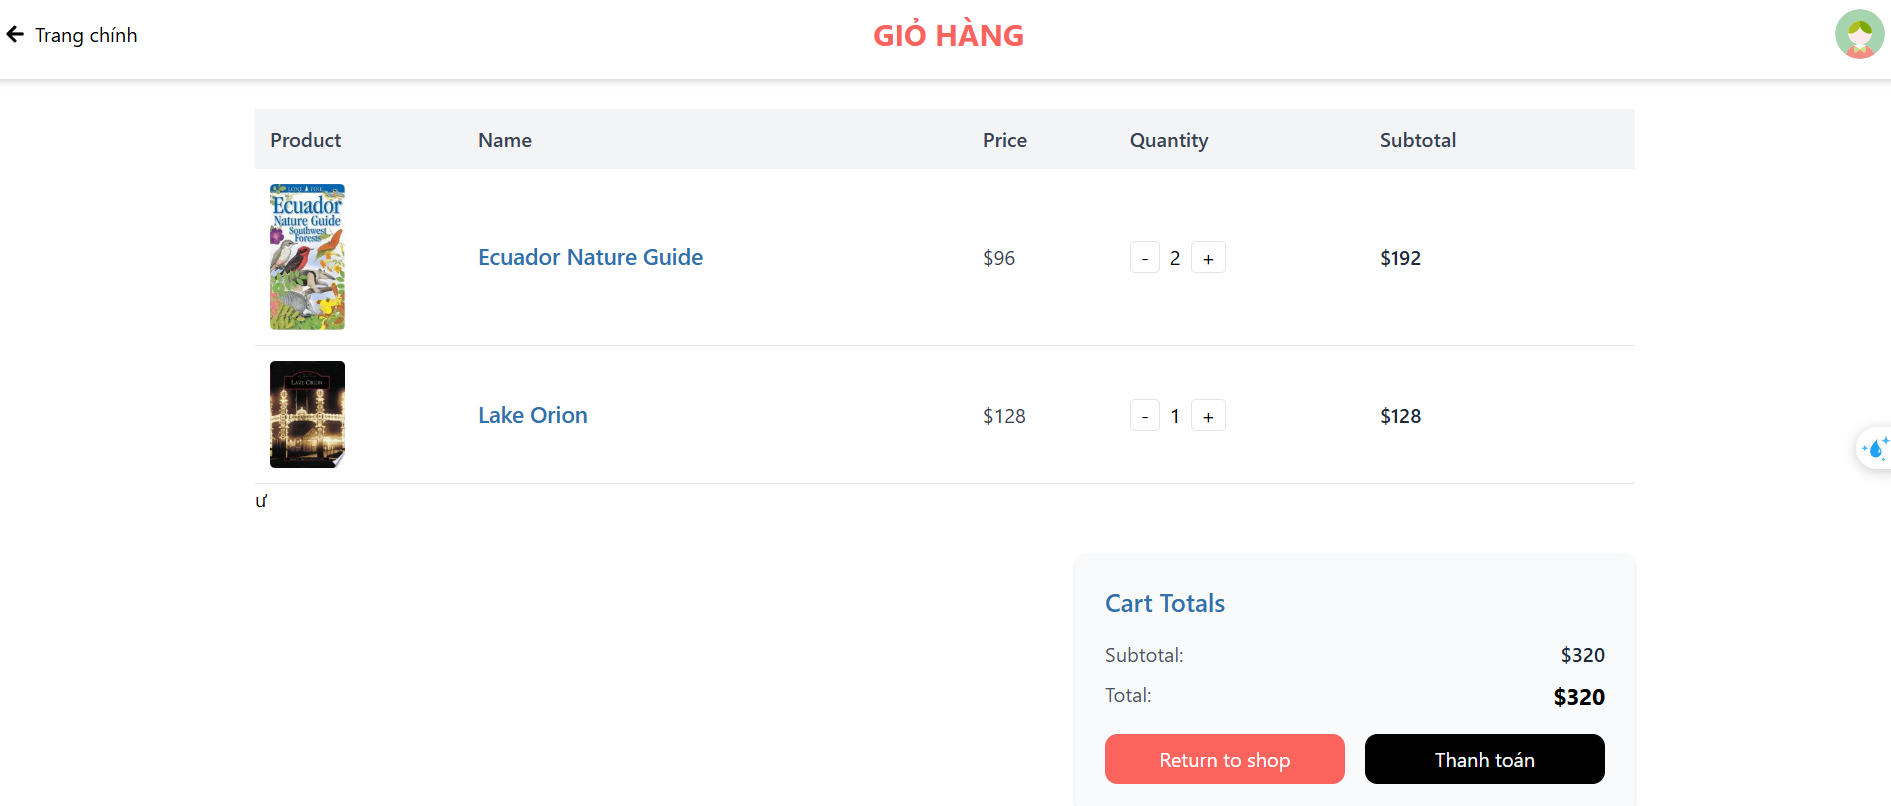 Trang chính
GIỎ HÀNG
Product Name Price Quantity Subtotal
LONE PINE
Ecuador
Nature Guide
Southwest
Forests
Ecuador Nature Guide $96 - 2 + $192
LAKE ORION
Lake Orion $128 - 1 + $128
ư
Cart Totals
Subtotal: $320
Total: $320
Return to shop Thanh toán